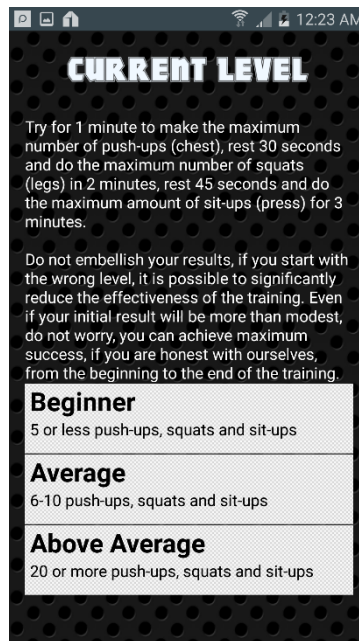 12:23 AM
CURRENT LEVEL
Try for 1 minute to make the maximum
number of push-ups (chest), rest 30 seconds
and do the maximum number of squats
(legs) in 2 minutes, rest 45 seconds and do
the maximum amount of sit-ups (press) for 3
minutes.
Do not embellish your results, if you start with
the wrong level, it is possible to significantly
reduce the effectiveness of the training. Even
if your initial result will be more than modest,
do not worry, you can achieve maximum
success, if you are honest with ourselves,
from the beginning to the end of the training.
Beginner
5 or less push-ups, squats and sit-ups
Average
6-10 push-ups, squats and sit-ups
Above Average
20 or more push-ups, squats and sit-ups